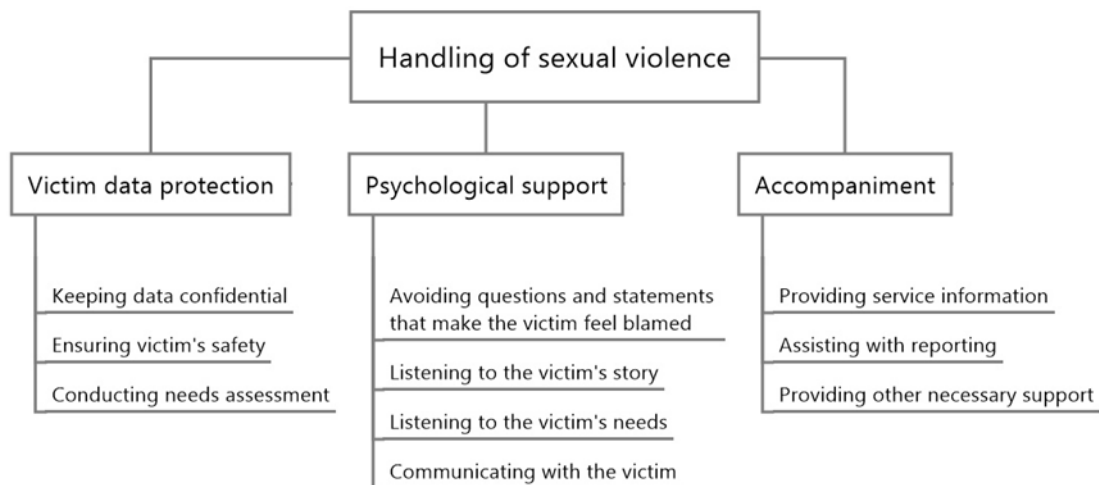 Handling of sexual violence
Victim data protection
Keeping data confidential
Ensuring victim's safety
Conducting needs assessment
Psychological support
Avoiding questions and statements
that make the victim feel blamed
Listening to the victim's story
Listening to the victim's needs
Communicating with the victim
Accompaniment
Providing service information
Assisting with reporting
Providing other necessary support